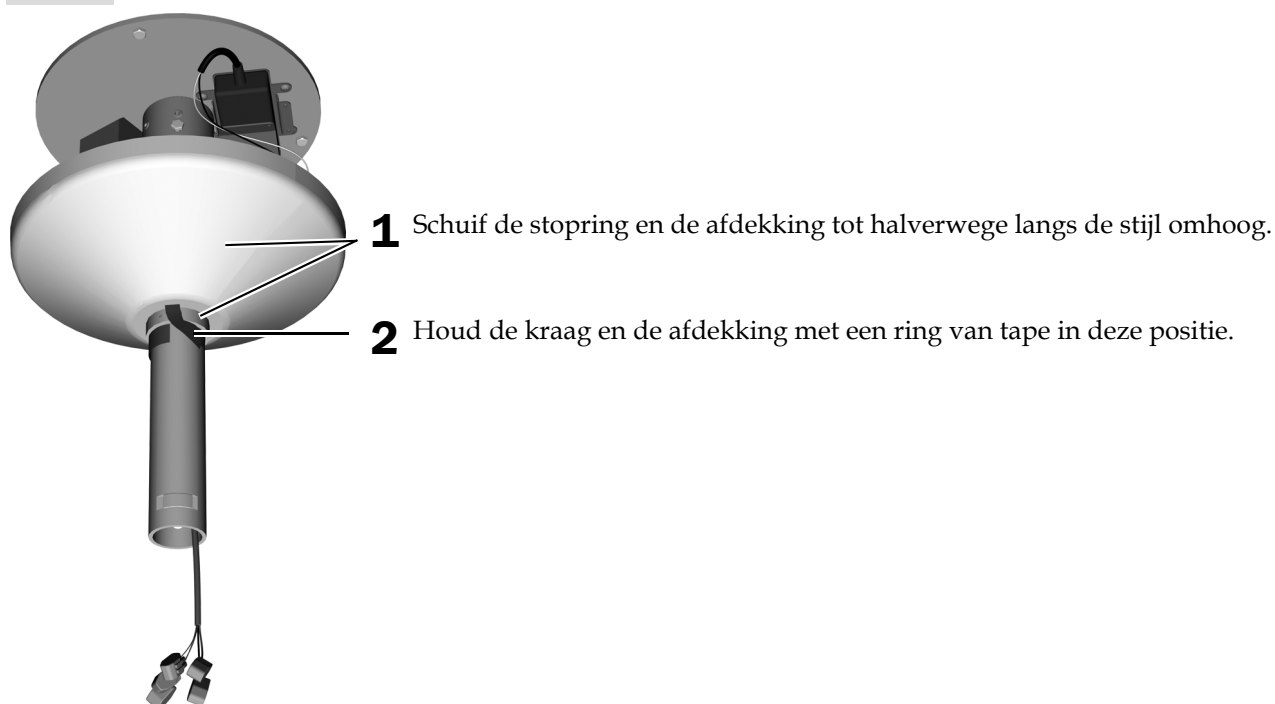 1 Schuif de stopring en de afdekking tot halverwege langs de stijl omhoog.
2 Houd de kraag en de afdekking met een ring van tape in deze positie.